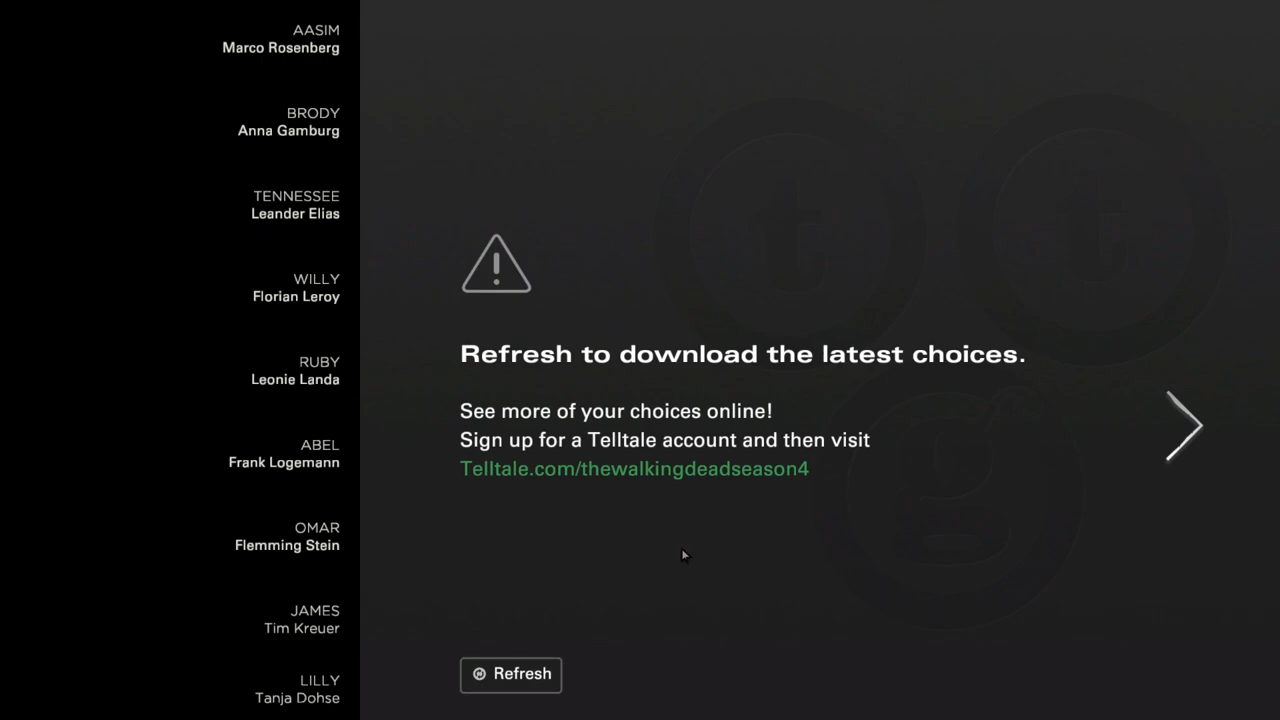 AASIM
Marco Rosenberg
BRODY
Anna Gamburg
TENNESSEE
Leander Elias
WILLY
Florian Leroy
RUBY
Leonie Landa
ABEL
Frank Logemann
OMAR
Flemming Stein
JAMES
Tim Kreuer
LILLY
Tanja Dohse
t t
g
Refresh to download the latest choices.
See more of your choices online!
Sign up for a Telltale account and then visit
Telltale.com/thewalkingdeadseason4
Refresh